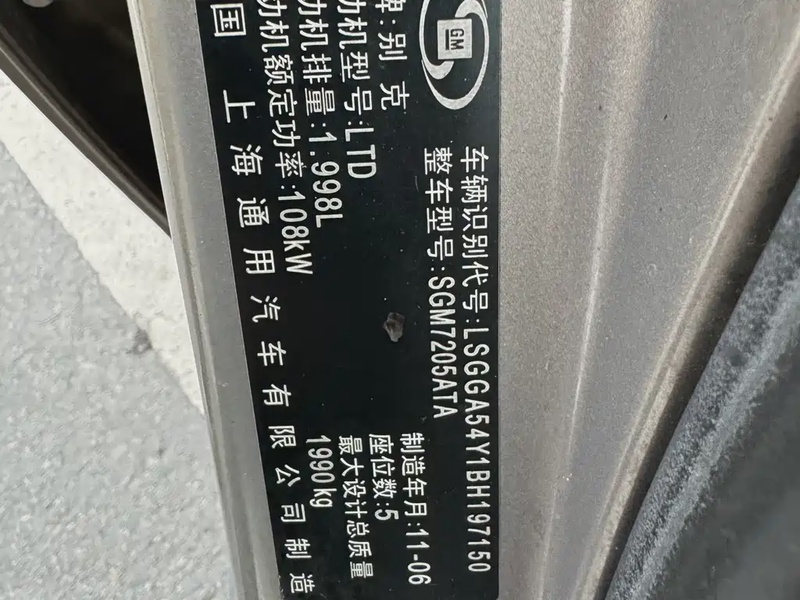 GM
车辆识别代号:LSGGA54Y1BH197150
整车型号:SGM7205ATA
牌:别克
制造年月:11-06
动机型号:LTD
座位数:5
动机排量:1.998L
最大设计总质量
动机额定功率:108kW
1990kg
国 上海通用汽车有限公司制造